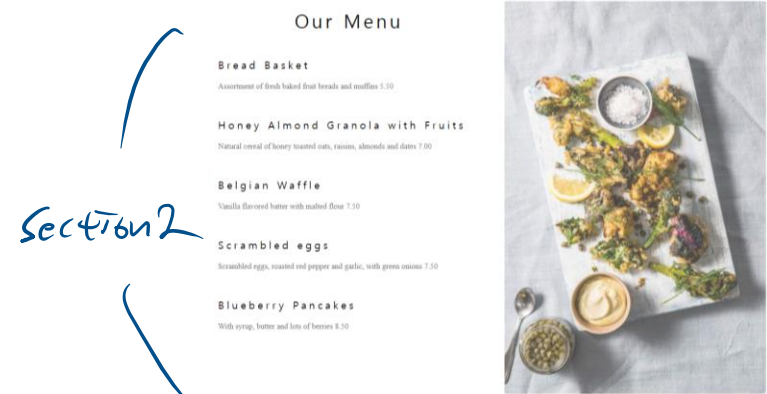 Our Menu
Bread Basket
Assortment of fresh baked fruit breads and muffins 5.50
Honey Almond Granola with Fruits
Natural cereal of honey toasted oats, raisins, almonds and dates 7.00
Belgian Waffle
Vanilla flavored batter with malted flour 7.50
Section 2
Scrambled eggs
Scrambled eggs, roasted red pepper and garlic, with green onions 7.50
Blueberry Pancakes
With syrup, butter and lots of berries 8.50